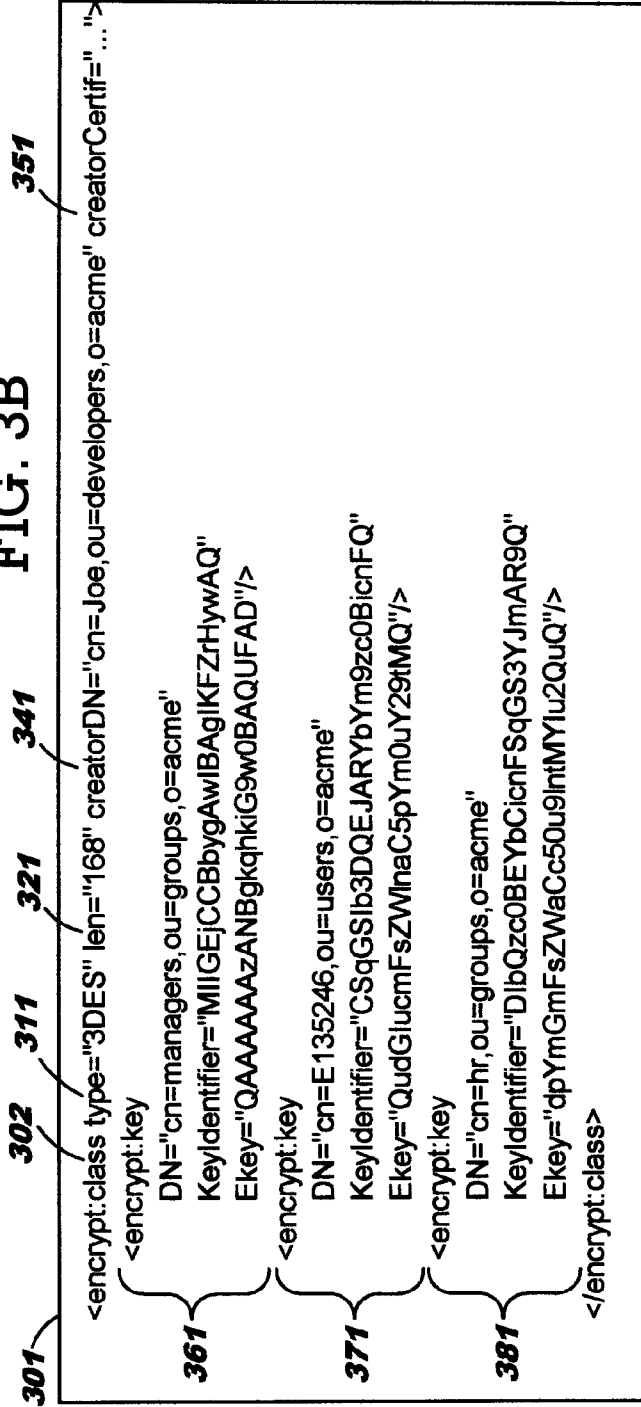 FIG. 3B
301
302
311
321
341
351
<encrypt:class type="3DES" len="168" creatorDN="cn=Joe,ou=developers,o=acme" creatorCertif="...">
361
<encrypt:key
DN="cn=managers,ou=groups,o=acme"
KeyIdentifier="MIIGEjCCBbygAwIBAgIKFZrHywAQ"
Ekey="QAAAAAAzANBgkqhkiG9w0BAQUFAD"/>
371
<encrypt:key
DN="cn=E135246,ou=users,o=acme"
KeyIdentifier="CSqGSIb3DQEJARYbYm9zc0BicnFQ"
Ekey="QudGlucmFsZWlnaC5pYm0uY29tMQ"/>
381
<encrypt:key
DN="cn=hr,ou=groups,o=acme"
KeyIdentifier="DIbQzc0BEYbCicnFSqGS3YJmAR9Q"
Ekey="dpYmGmFsZWaCc50u9IntMYIu2QuQ"/>
</encrypt:class>